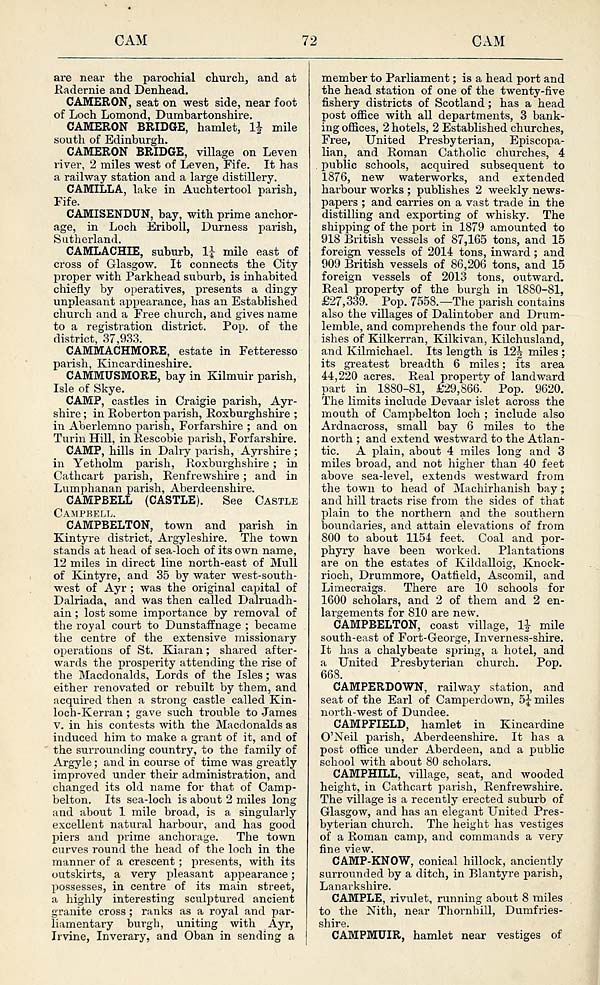 CAM 72 CAM
are near the parochial church, and at
Radernie and Denhead.
CAMERON, seat on west side, near foot
of Loch Lomond, Dumbartonshire.
CAMERON BRIDGE, hamlet, 1½ mile
south of Edinburgh.
CAMERON BRIDGE, village on Leven
river, 2 miles west of Leven, Fife. It has
a railway station and a large distillery.
CAMILLA, lake in Auchtertool parish,
Fife.
CAMISENDUN, bay, with prime anchor-
age, in Loch Eriboll, Durness parish,
Sutherland.
CAMLACHIE, suburb, 1¼ mile east of
cross of Glasgow. It connects the City
proper with Parkhead suburb, is inhabited
chiefly by operatives, presents a dingy
unpleasant appearance, has an Established
church and a Free church, and gives name
to a registration district. Pop. of the
district, 37,933.
CAMMACHMORE, estate in Fetteresso
parish, Kincardineshire.
CAMMUSMORE, bay in Kilmuir parish,
Isle of Skye.
CAMP, castles in Craigie parish, Ayr-
shire; in Roberton parish, Roxburghshire;
in Aberlemno parish, Forfarshire; and on
Turin Hill, in Rescobie parish, Forfarshire.
CAMP, hills in Dalry parish, Ayrshire;
in Yetholm parish, Roxburghshire; in
Cathcart parish, Renfrewshire; and in
Lumphanan parish, Aberdeenshire.
CAMPBELL (CASTLE). See CASTLE
CAMPBELL.
CAMPBELTON, town and parish in
Kintyre district, Argyleshire. The town
stands at head of sea-loch of its own name,
12 miles in direct line north-east of Mull
of Kintyre, and 35 by water west-south-
west of Ayr; was the original capital of
Dalriada, and was then called Dalruadh-
ain; lost some importance by removal of
the royal court to Dunstaffnage; became
the centre of the extensive missionary
operations of St. Kiaran; shared after-
wards the prosperity attending the rise of
the Macdonalds, Lords of the Isles; was
either renovated or rebuilt by them, and
acquired then a strong castle called Kin-
loch-Kerran; gave such trouble to James
V. in his contests with the Macdonalds as
induced him to make a grant of it, and of
the surrounding country, to the family of
Argyle; and in course of time was greatly
improved under their administration, and
changed its old name for that of Camp-
belton. Its sea-loch is about 2 miles long
and about 1 mile broad, is a singularly
excellent natural harbour, and has good
piers and prime anchorage. The town
curves round the head of the loch in the
manner of a crescent; presents, with its
outskirts, a very pleasant appearance;
possesses, in centre of its main street,
a highly interesting sculptured ancient
granite cross; ranks as a royal and par-
liamentary burgh, uniting with Ayr,
Irvine, Inverary, and Oban in sending a
member to Parliament; is a head port and
the head station of one of the twenty-five
fishery districts of Scotland; has a head
post office with all departments, 3 bank-
ing offices, 2 hotels, 2 Established churches,
Free, United Presbyterian, Episcopa-
lian, and Roman Catholic churches, 4
public schools, acquired subsequent to
1876, new waterworks, and extended
harbour works; publishes 2 weekly news-
papers; and carries on a vast trade in the
distilling and exporting of whisky. The
shipping of the port in 1879 amounted to
918 British vessels of 87,165 tons, and 15
foreign vessels of 2014 tons, inward; and
909 British vessels of 86,206 tons, and 15
foreign vessels of 2013 tons, outward.
Real property of the burgh in 1880-81,
£27,339. Pop. 7558.—The parish contains
also the villages of Dalintober and Drum-
lemble, and comprehends the four old par-
ishes of Kilkerran, Kilkivan, Kilchusland,
and Kilmichael. Its length is 12½ miles;
its greatest breadth 6 miles; its area
44,220 acres. Real property of landward
part in 1880-81, £29,866. Pop. 9620.
The limits include Devaar islet across the
mouth of Campbelton loch; include also
Ardnacross, small bay 6 miles to the
north; and extend westward to the Atlan-
tic. A plain, about 4 miles long and 3
miles broad, and not higher than 40 feet
above sea-level, extends westward from
the town to head of Machirhanish bay;
and hill tracts rise from the sides of that
plain to the northern and the southern
boundaries, and attain elevations of from
800 to about 1154 feet. Coal and por-
phyry have been worked. Plantations
are on the estates of Kildalloig, Knock-
rioch, Drummore, Oatfield, Ascomil, and
Limecraigs. There are 10 schools for
1600 scholars, and 2 of them and 2 en-
largements for 810 are new.
CAMPBELTON, coast village, 1½ mile
south-east of Fort-George, Inverness-shire.
It has a chalybeate spring, a hotel, and
a United Presbyterian church. Pop.
668.
CAMPERDOWN, railway station, and
seat of the Earl of Camperdown, 5¼ miles
north-west of Dundee.
CAMPFIELD, hamlet in Kincardine
O'Neil parish, Aberdeenshire. It has a
post office under Aberdeen, and a public
school with about 80 scholars.
CAMPHILL, village, seat, and wooded
height, in Cathcart parish, Renfrewshire.
The village is a recently erected suburb of
Glasgow, and has an elegant United Pres-
byterian church. The height has vestiges
of a Roman camp, and commands a very
fine view.
CAMP-KNOW, conical hillock, anciently
surrounded by a ditch, in Blantyre parish,
Lanarkshire.
CAMPLE, rivulet, running about 8 miles
to the Nith, near Thornhill, Dumfries-
shire.
CAMPMUIR, hamlet near vestiges of